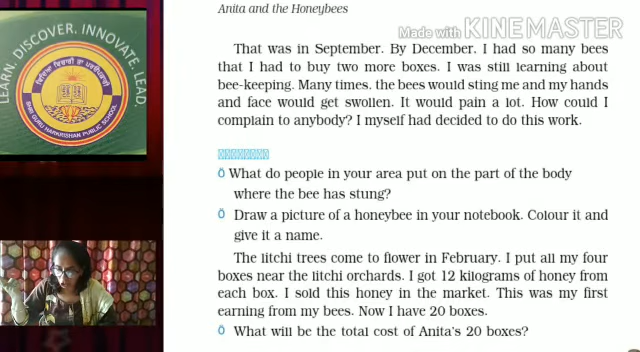 Anita and the Honeybees
Made with KINEMASTER
LEARN. DISCOVER. INNOVATE. LEAD.
ਵਿਦਿਆ ਵਿਚਾਰੀ ਤਾਂ ਪਰਉਪਕਾਰੀ
SHRI GURU HARKRISHAN PUBLIC SCHOOL
That was in September. By December, I had so many bees
that I had to buy two more boxes. I was still learning about
bee-keeping. Many times, the bees would sting me and my hands
and face would get swollen. It would pain a lot. How could I
complain to anybody? I myself had decided to do this work.
Ö What do people in your area put on the part of the body
where the bee has stung?
Ö Draw a picture of a honeybee in your notebook. Colour it and
give it a name.
The litchi trees come to flower in February. I put all my four
boxes near the litchi orchards. I got 12 kilograms of honey from
each box. I sold this honey in the market. This was my first
earning from my bees. Now I have 20 boxes.
Ö What will be the total cost of Anita's 20 boxes?